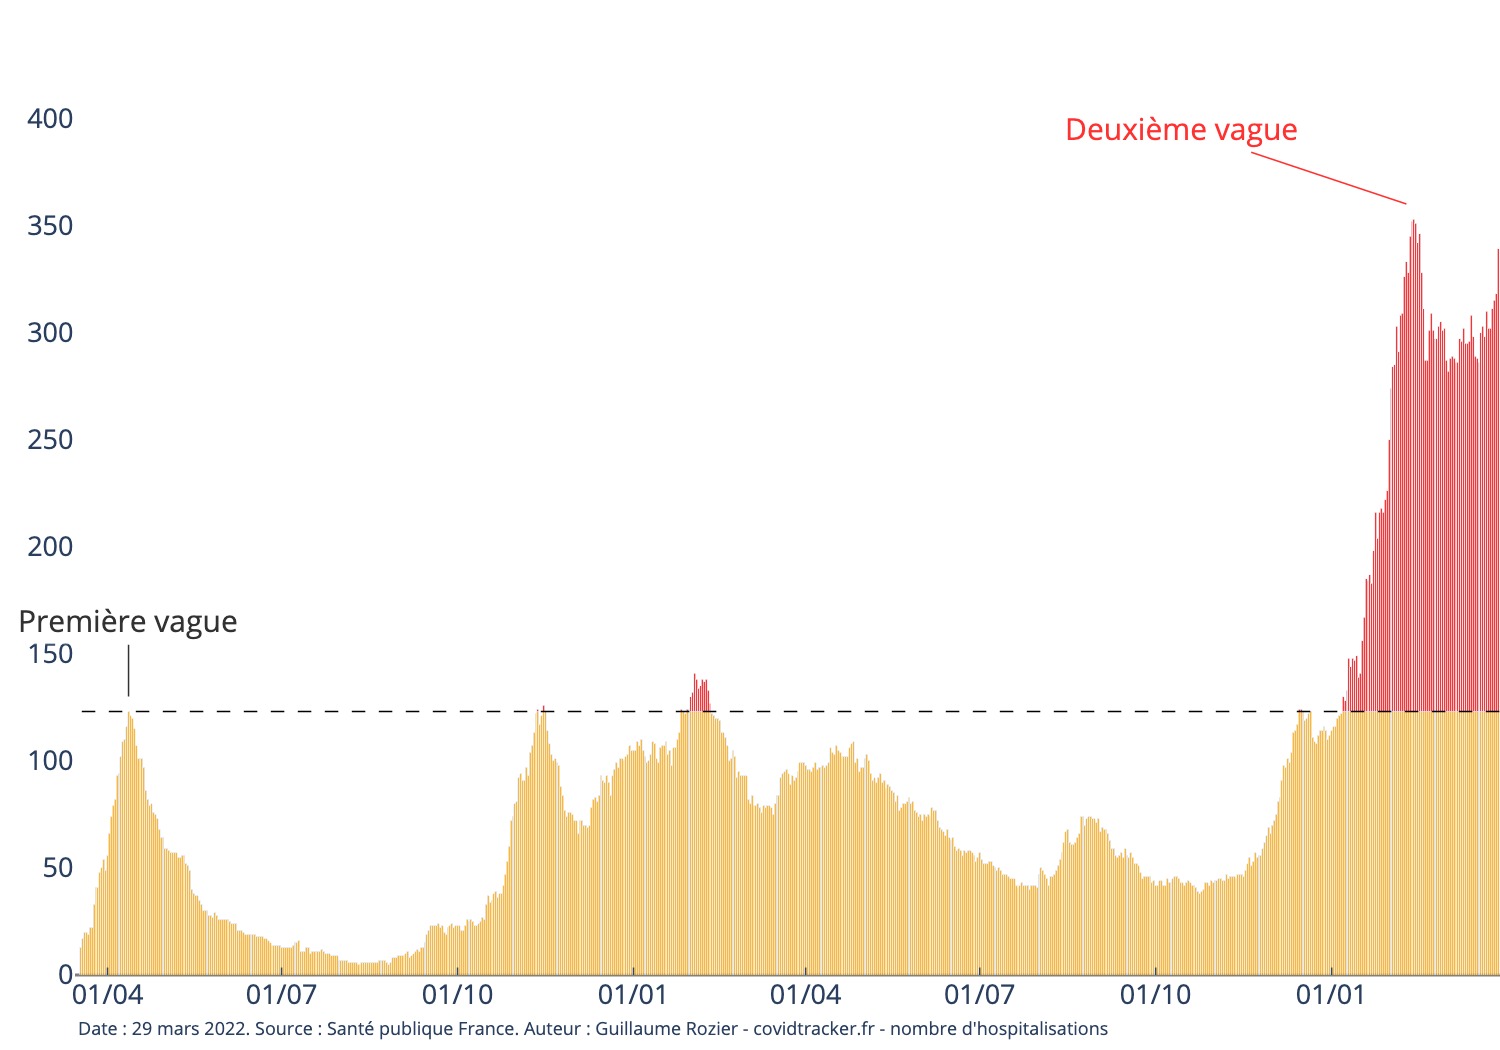 400
Deuxième vague
350
300
250
200
Première vague
150
100
50
0
01/04 01/07 01/10 01/01 01/04 01/07 01/10 01/01
Date : 29 mars 2022. Source : Santé publique France. Auteur : Guillaume Rozier - covidtracker.fr - nombre d'hospitalisations